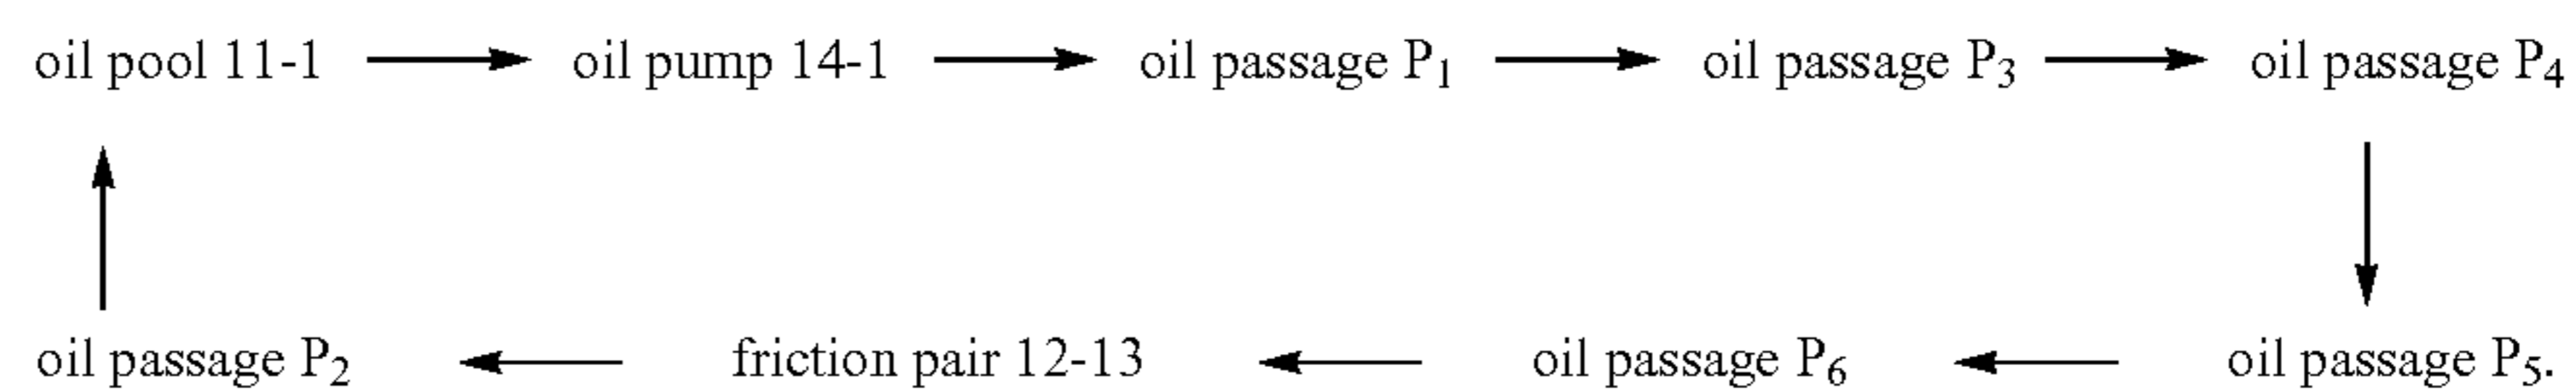 oil pool 11-1 → oil pump 14-1 → oil passage P₁ → oil passage P₃ → oil passage P₄
oil passage P₂ ← friction pair 12-13 ← oil passage P₆ ← oil passage P₅.